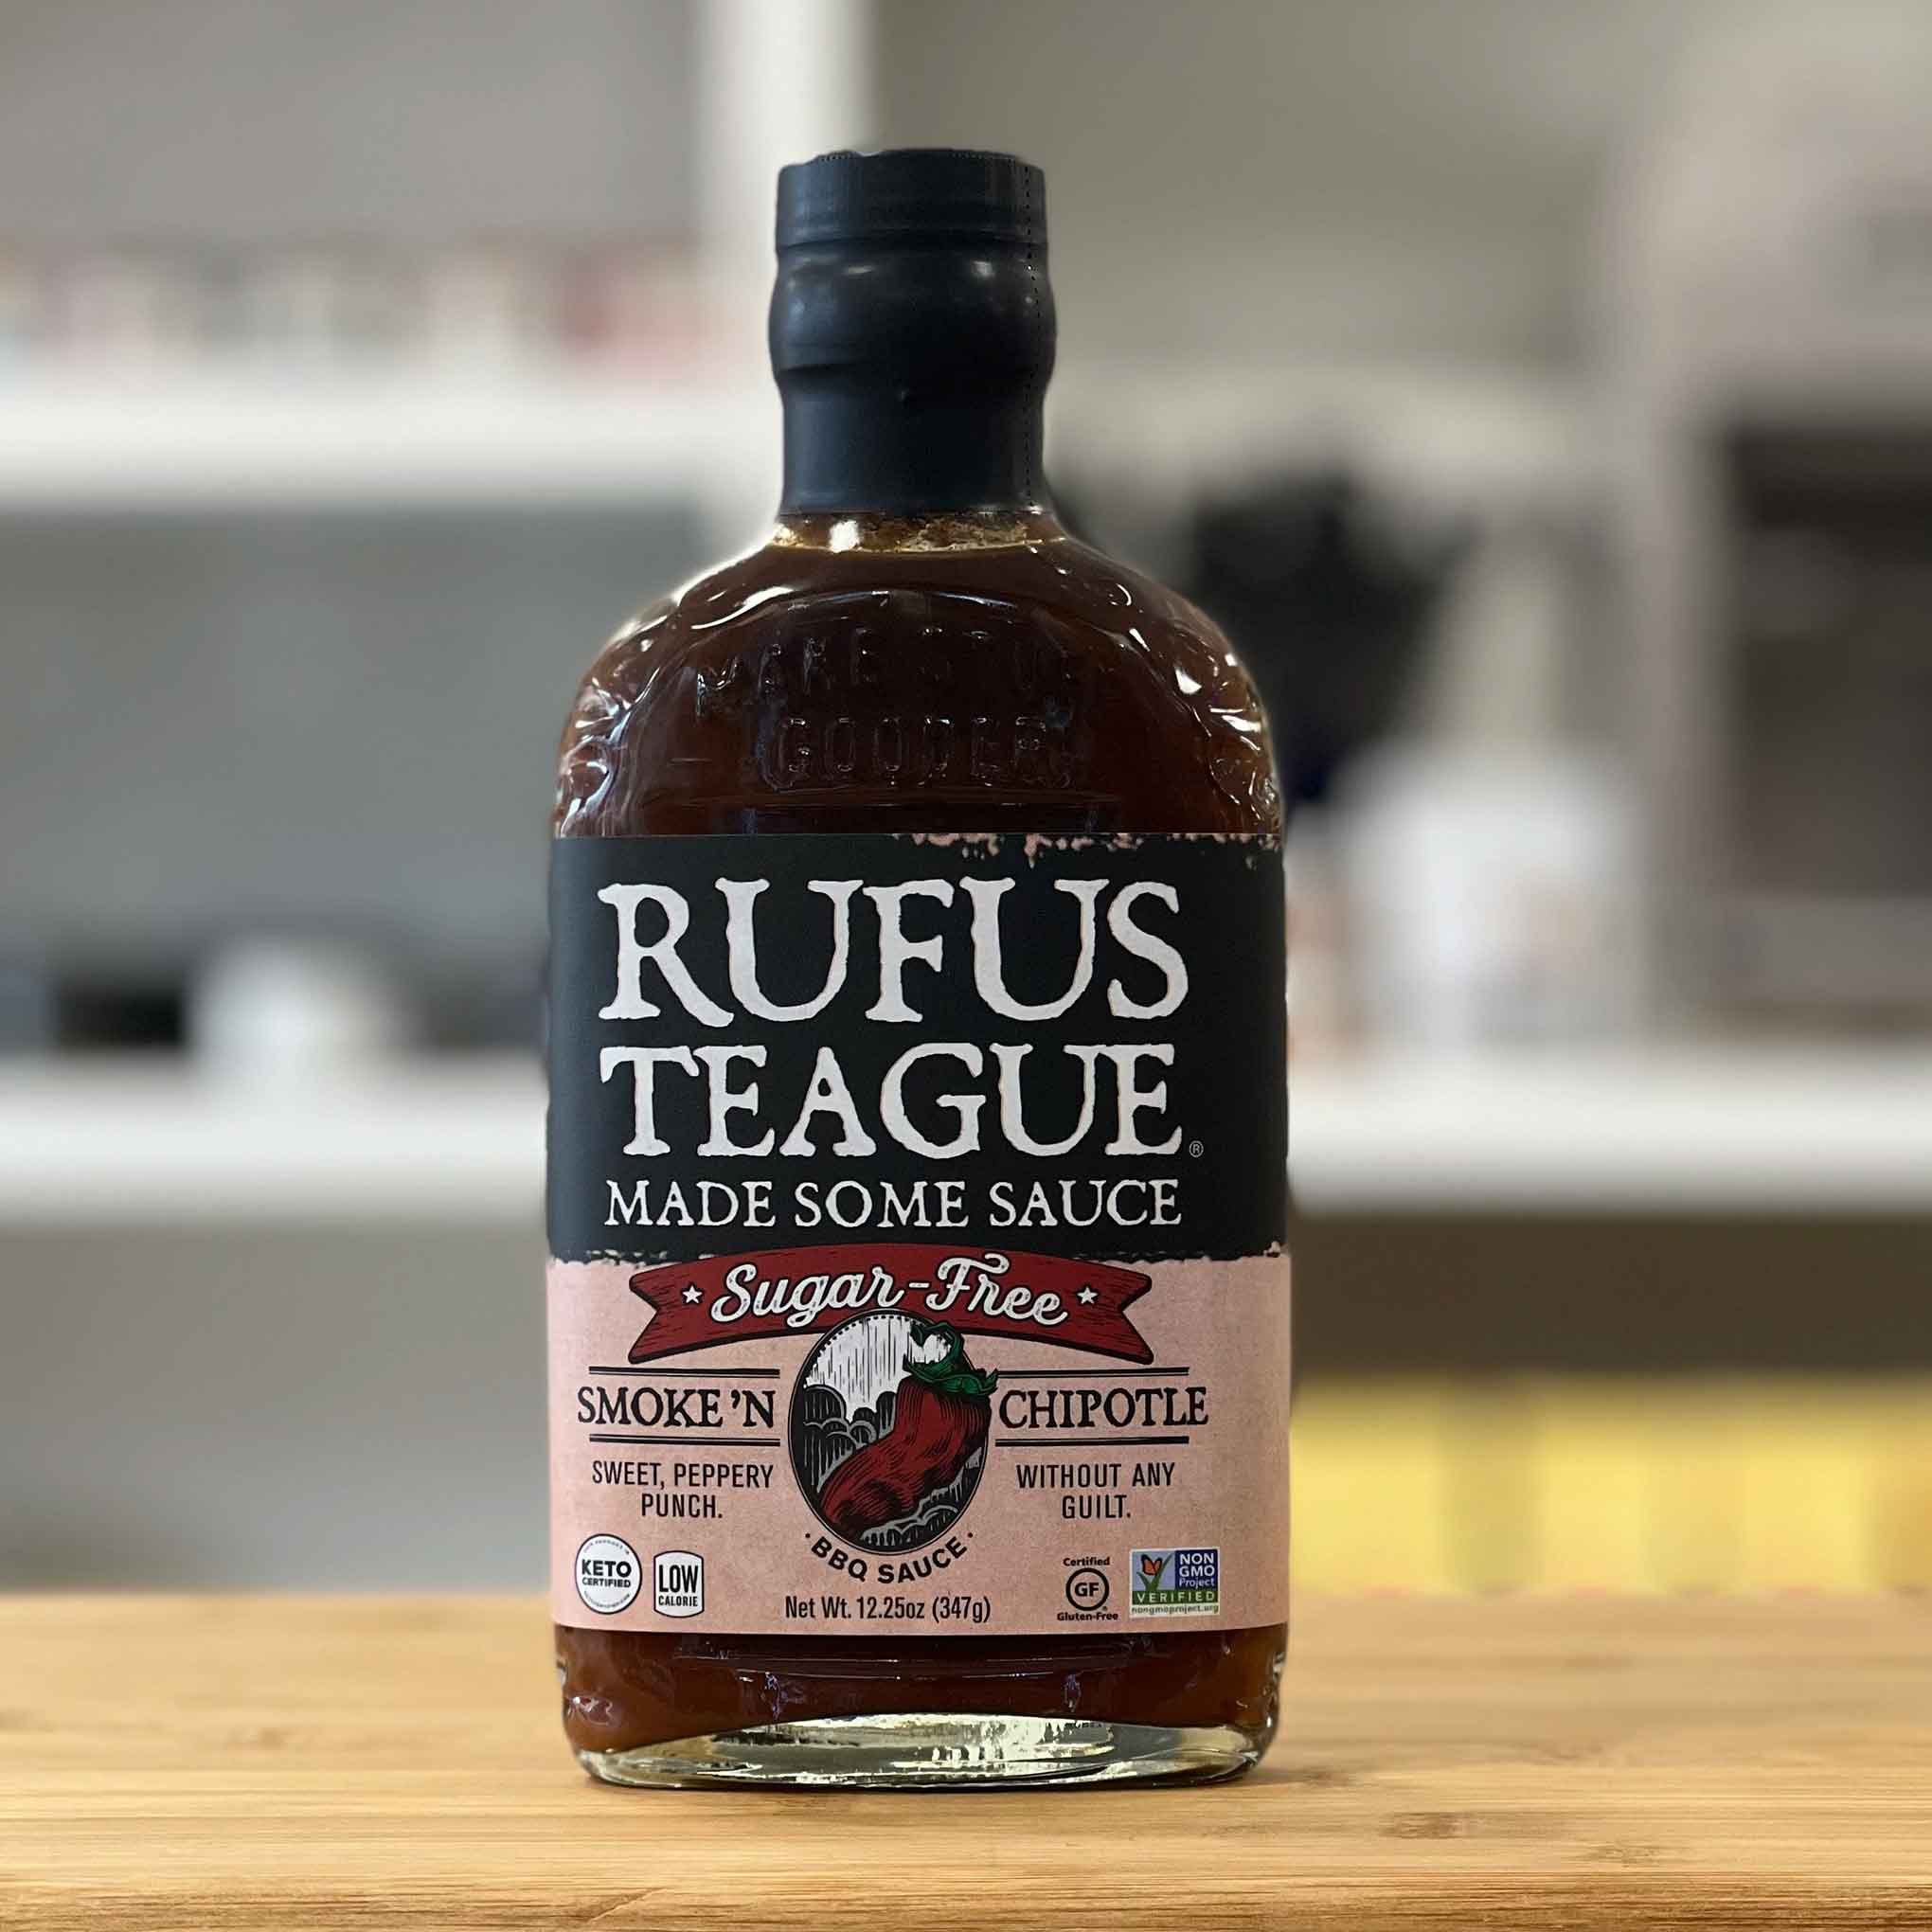 MAKE
GOODER
RUFUS
TEAGUE®
MADE SOME SAUCE
Sugar-Free
SMOKE 'N CHIPOTLE
SWEET, PEPPERY
PUNCH.
WITHOUT ANY
GUILT.
BBQ SAUCE
KETO
CERTIFIED
LOW
CALORIE
Net Wt. 12.25oz (347g)
Certified
GF
Gluten-Free
NON
GMO
Project
VERIFIED
nongmoproject.org